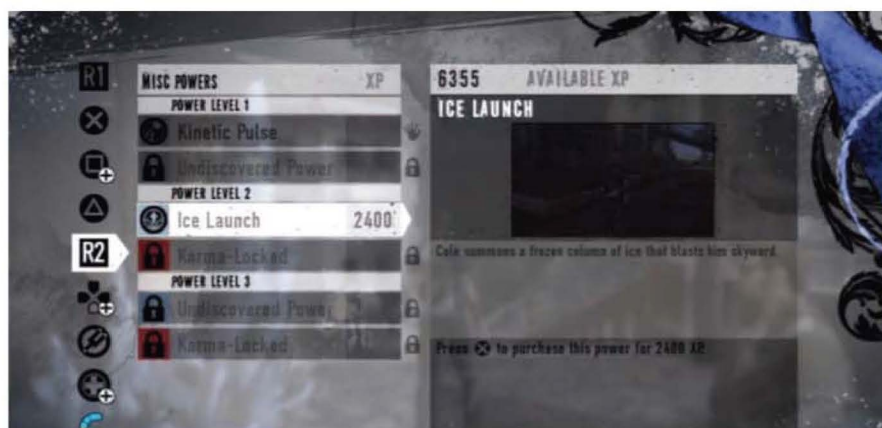 R1
MISC POWERS XP
POWER LEVEL 1
Kinetic Pulse
Undiscovered Power
POWER LEVEL 2
Ice Launch 2400
R2
Karma-Locked
POWER LEVEL 3
Undiscovered Power
Karma-Locked
6355 AVAILABLE XP
ICE LAUNCH
Cole summons a frozen column of ice that blasts him skyward.
Press ⓧ to purchase this power for 2400 XP.